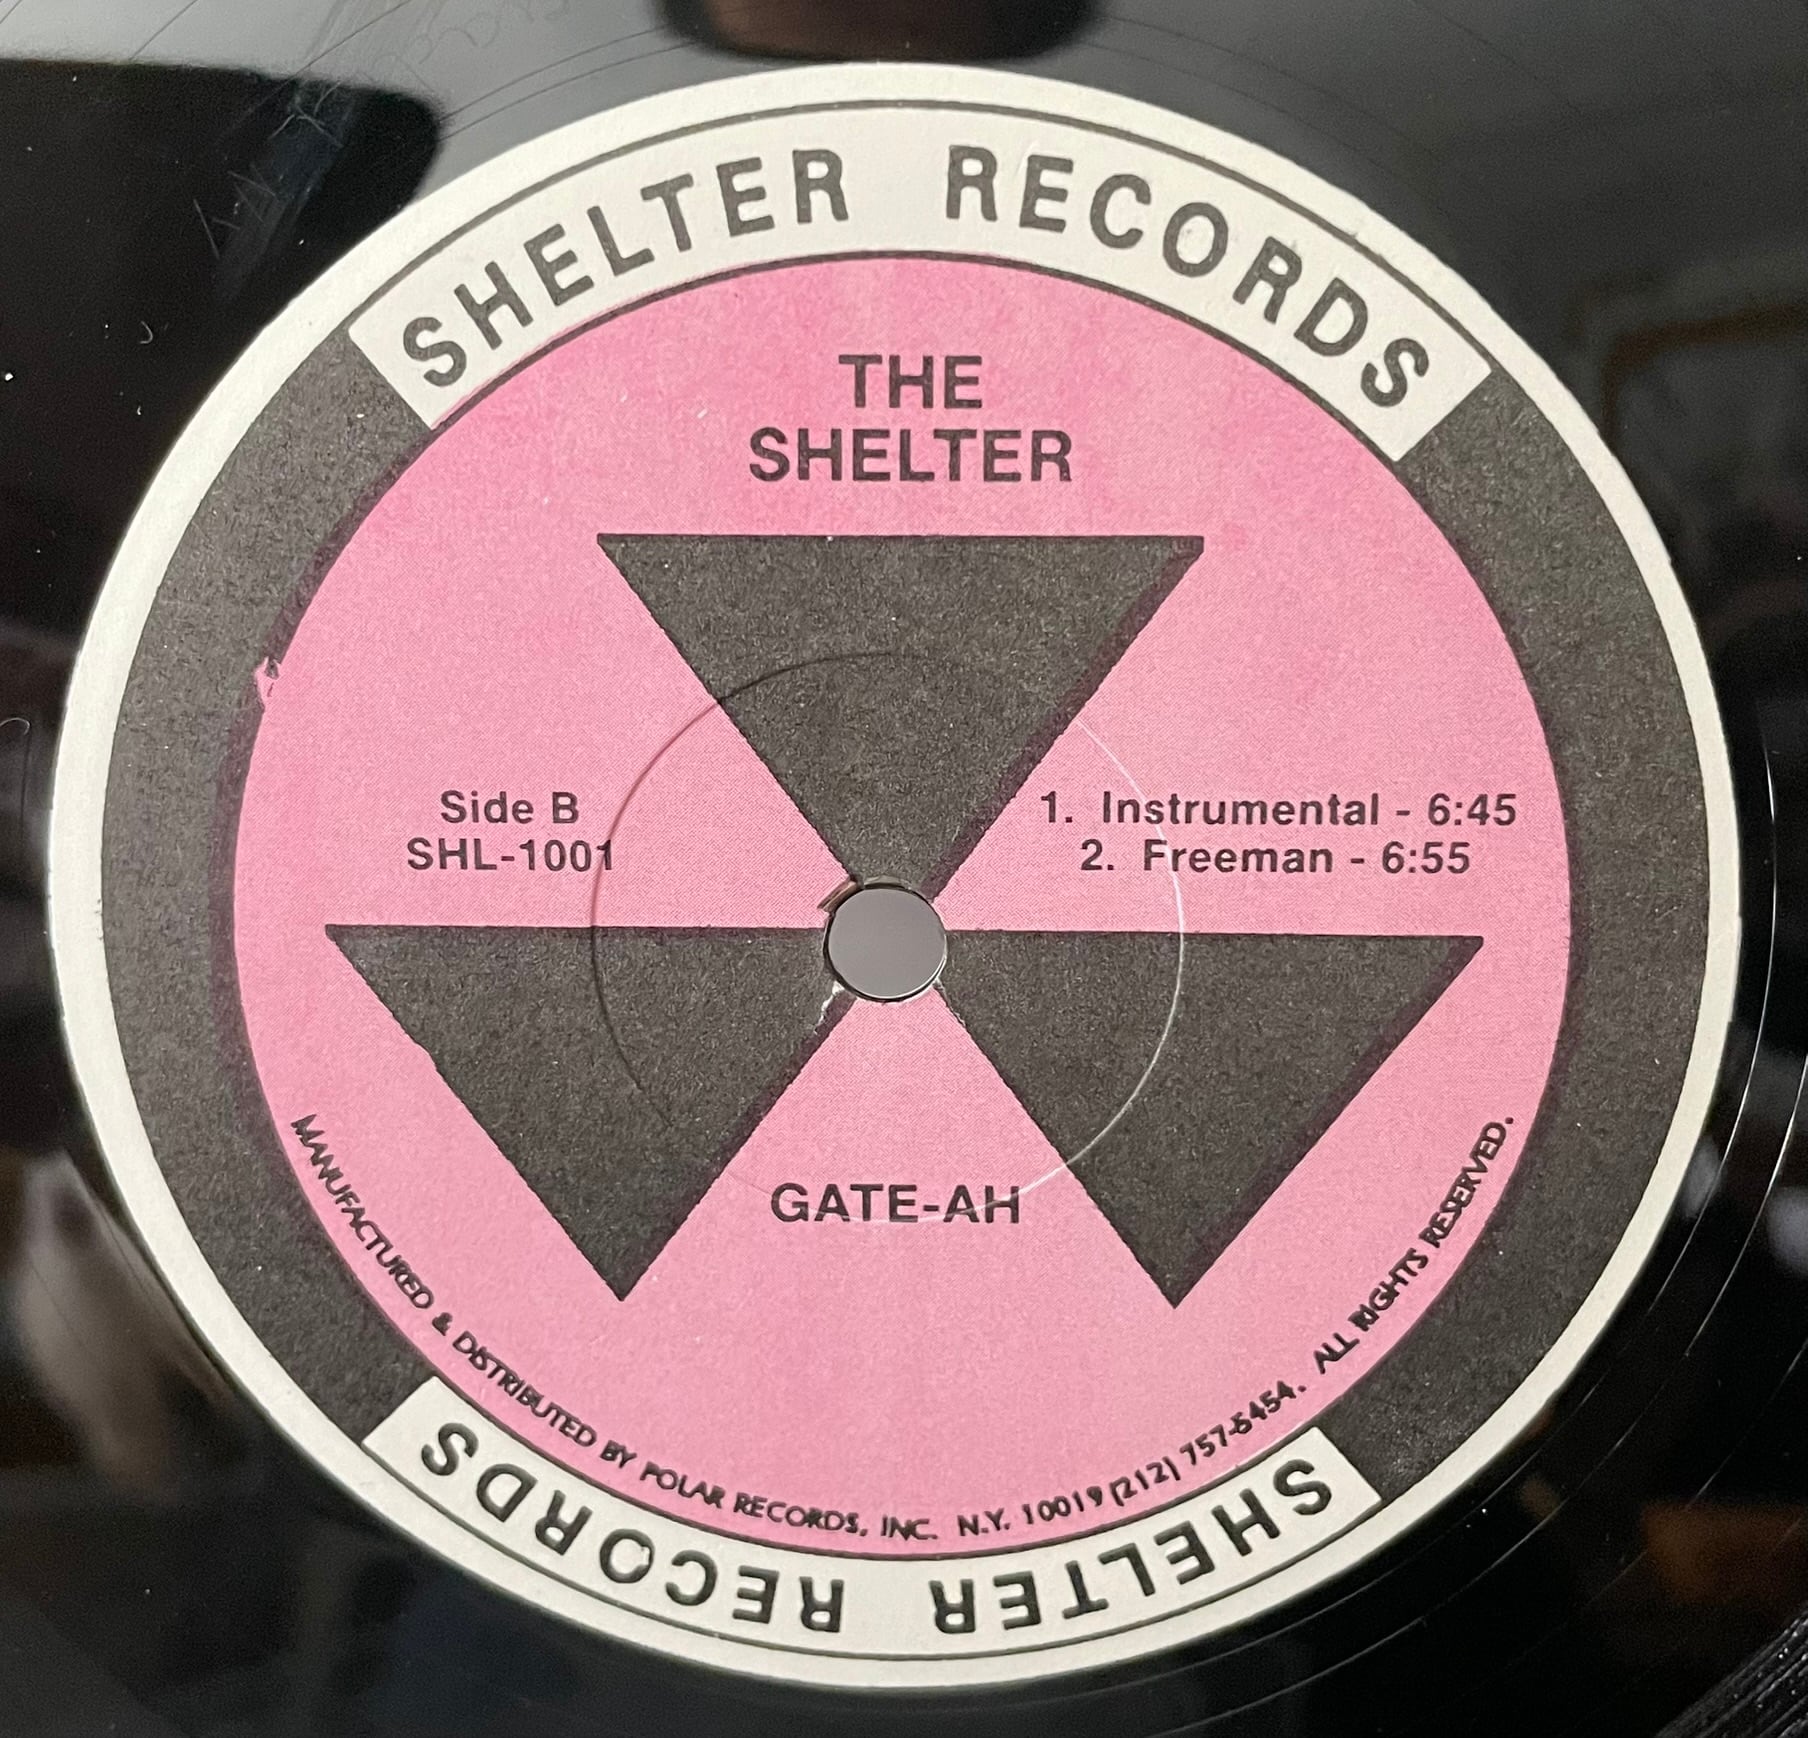 SHELTER RECORDS
THE
SHELTER
Side B
SHL-1001
1. Instrumental - 6:45
2. Freeman - 6:55
GATE-AH
MANUFACTURED & DISTRIBUTED BY POLAR RECORDS, INC. N.Y. 10019 (212) 757-5454. ALL RIGHTS RESERVED.
SHELTER RECORDS